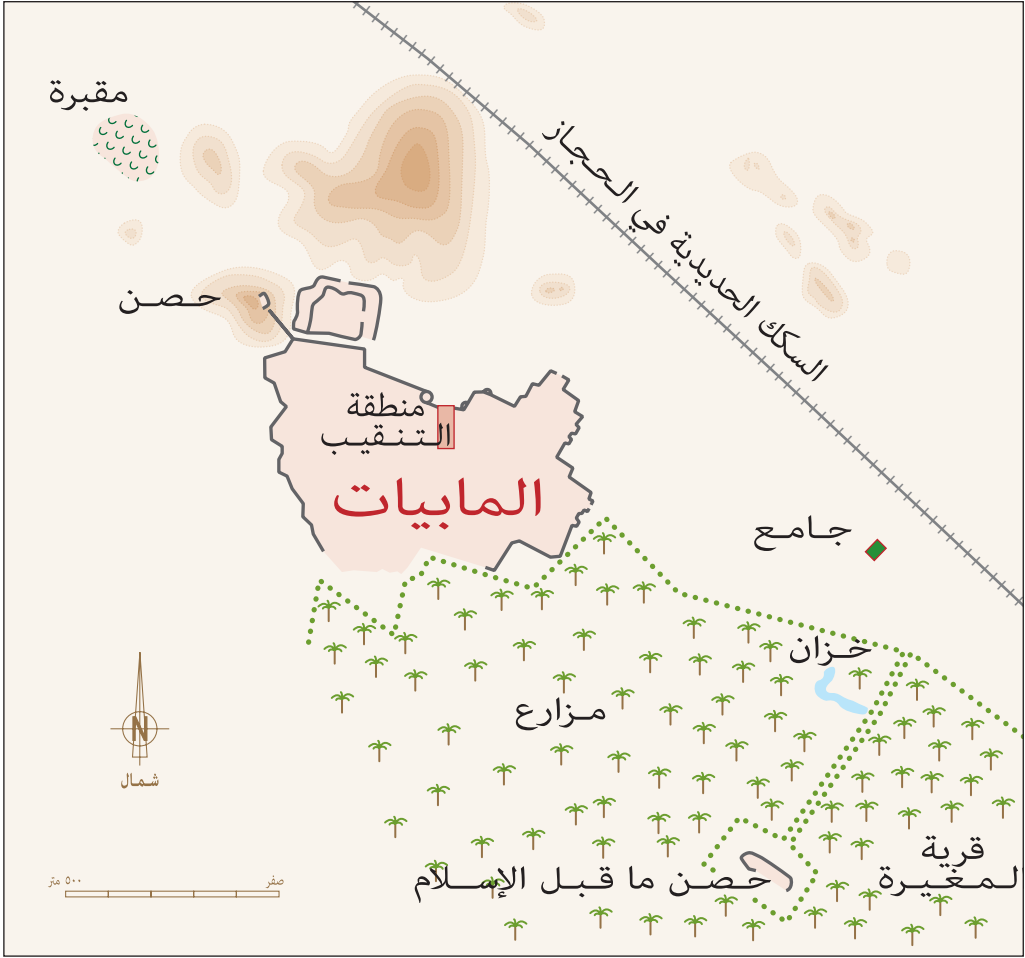 مقبرة
السكك الحديدية في الحجاز
حصن
منطقة
التنقيب
المابيات
جامع
خزان
مزارع
N
شمال
قرية
المغيرة
حصن ما قبل الإسلام
صفر
٥٠٠ متر